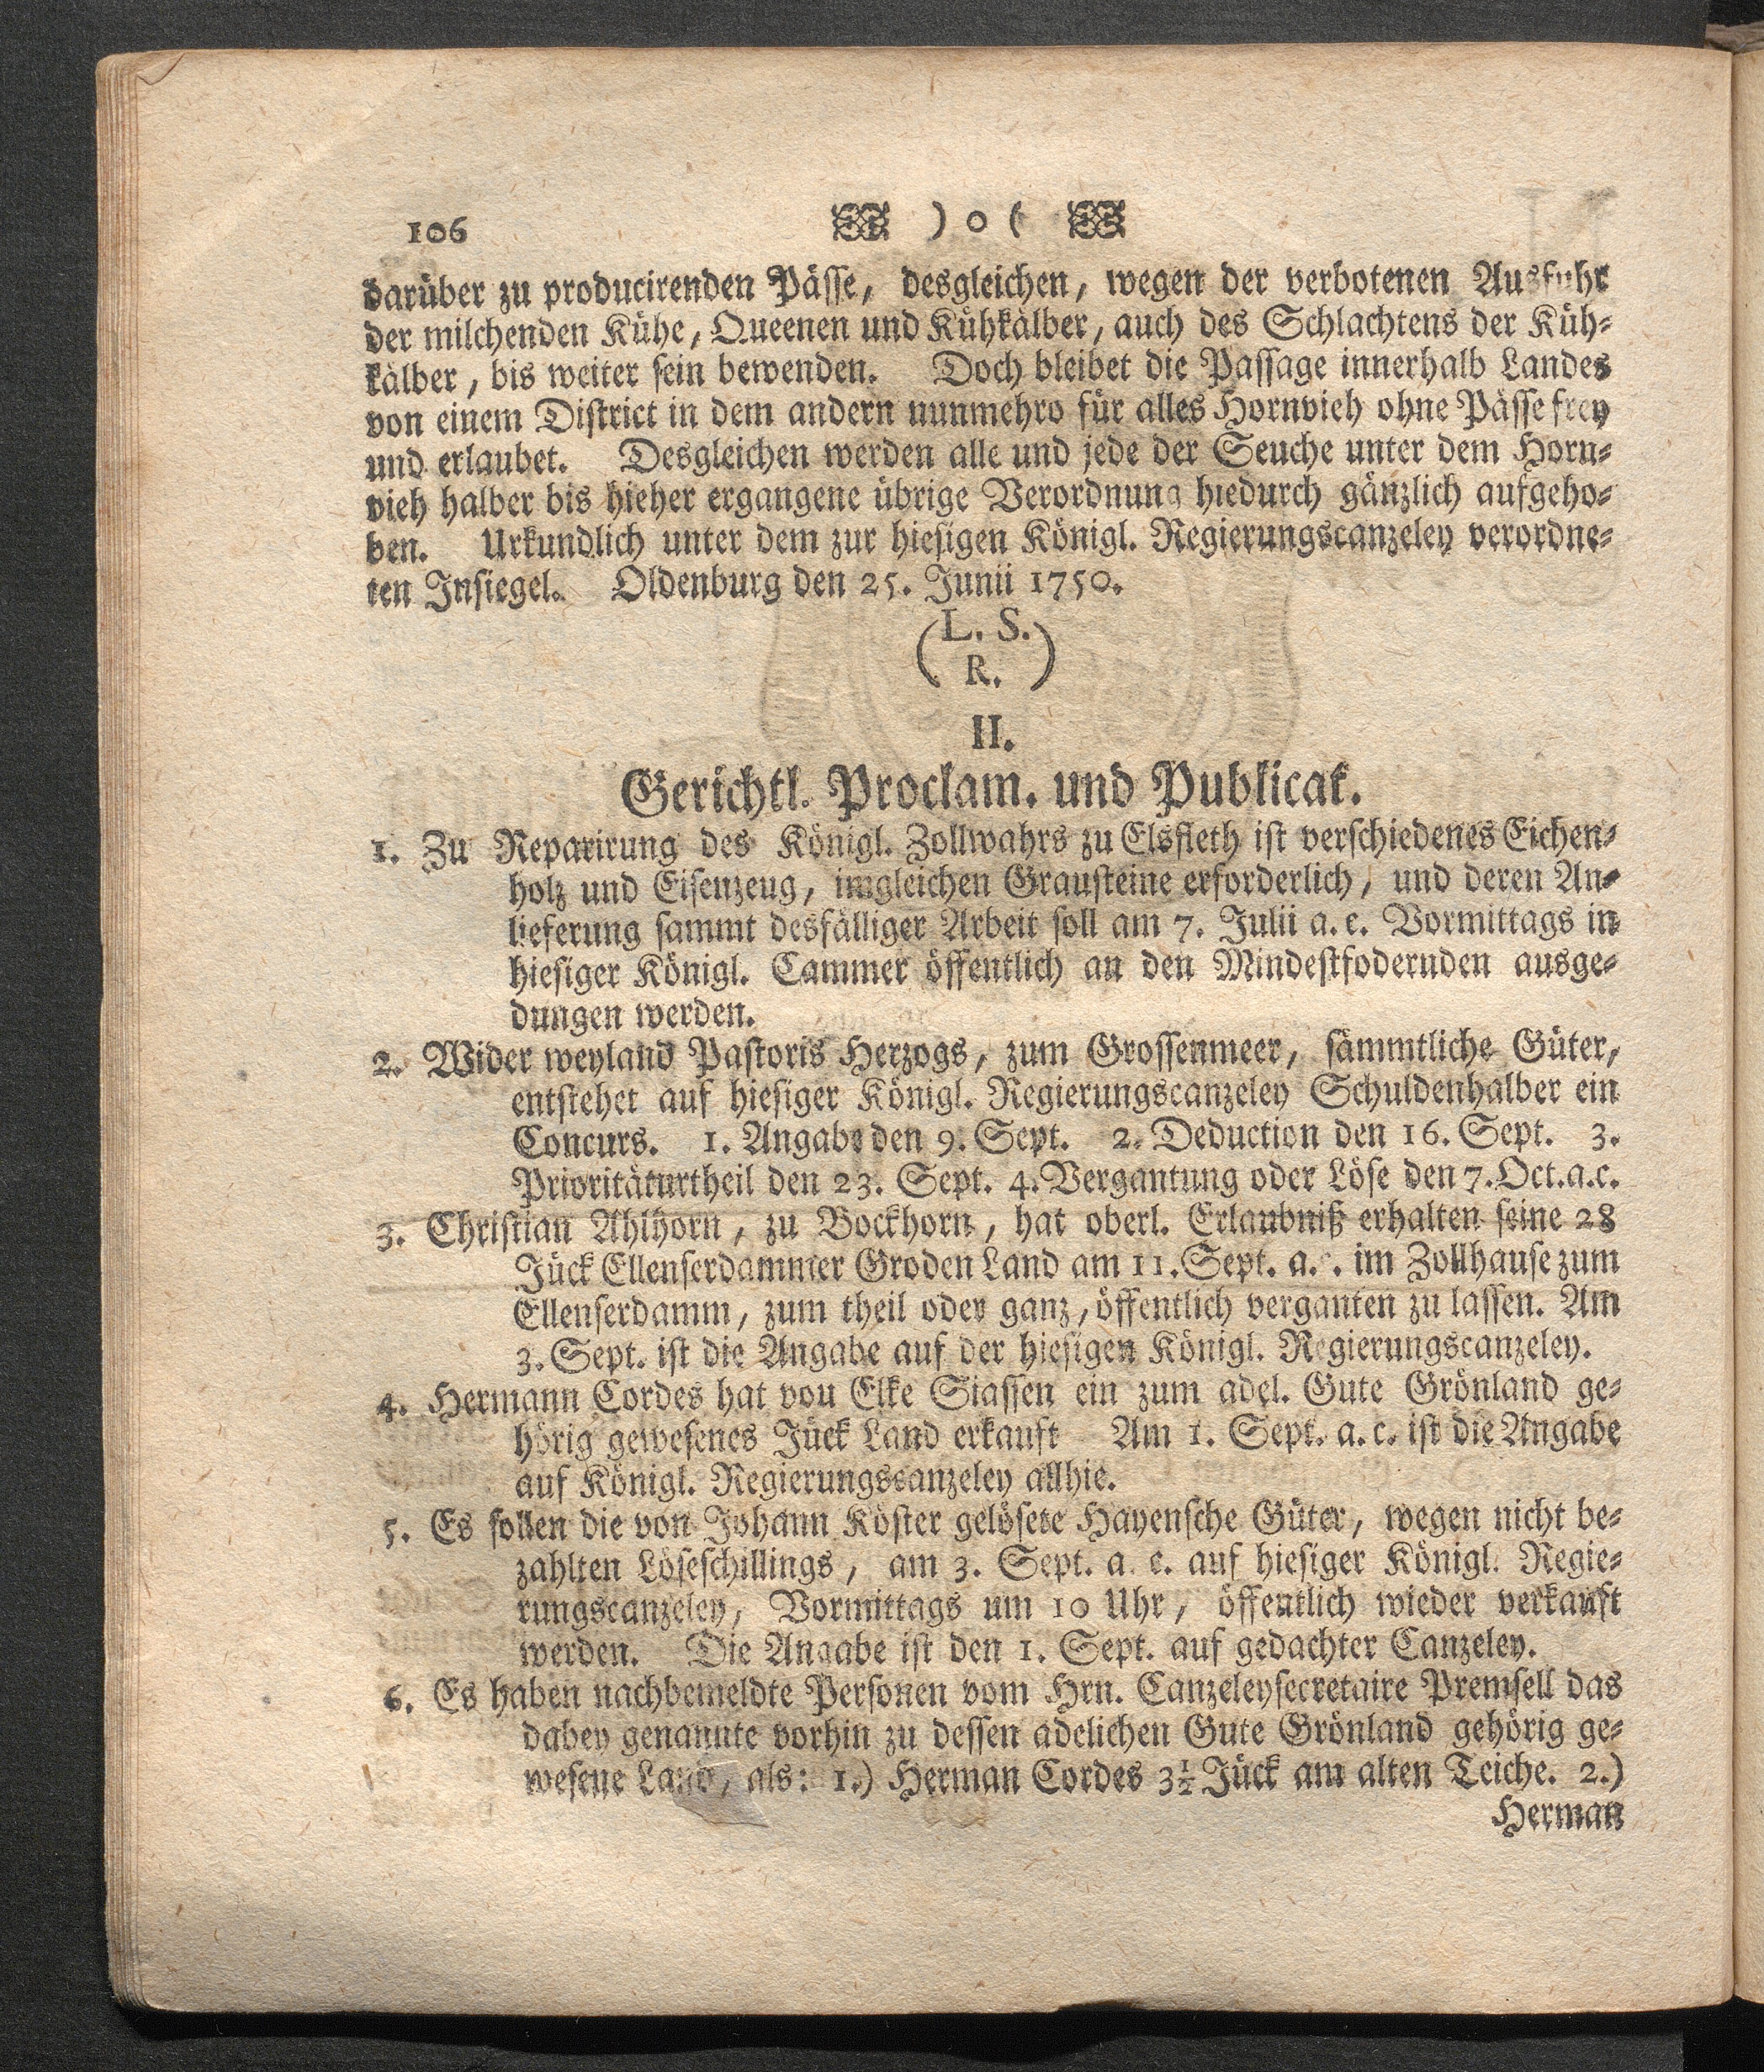 106 ) o (
darüber zu producirenden Pässe, desgleichen, wegen der verbotenen Ausfuhr
der milchenden Kühe, Queenen und Kühkälber, auch des Schlachtens der Küh-
kälber, bis weiter sein bewenden. Doch bleibet die Passage innerhalb Landes
von einem District in dem andern nunmehro für alles Hornvieh ohne Pässe frey
und erlaubet. Desgleichen werden alle und jede der Seuche unter dem Horn-
vieh halber bis hieher ergangene übrige Verordnung hiedurch gänzlich aufgeho-
ben. Urkundlich unter dem zur hiesigen Königl. Regierungscanzeley verordne-
ten Insiegel. Oldenburg den 25. Junii 1750.
(L. S.
R.)
II.
Gerichtl. Proclam. und Publicat.
1. Zu Reparirung des Königl. Zollwahrs zu Elsfleth ist verschiedenes Eichen-
holz und Eisenzeug, imgleichen Grausteine erforderlich, und deren An-
lieferung sammt desfälliger Arbeit soll am 7. Julii a. c. Vormittags in
hiesiger Königl. Cammer öffentlich an den Mindestfodernden ausge-
dungen werden.
2. Wider weyland Pastoris Herzogs, zum Grossenmeer, sämmtliche Güter,
entstehet auf hiesiger Königl. Regierungscanzeley Schuldenhalber ein
Concurs. 1. Angabe den 9. Sept. 2. Deduction den 16. Sept. 3.
Prioritäturtheil den 23. Sept. 4. Vergantung oder Löse den 7. Oct. a. c.
3. Christian Ahlhorn, zu Bockhorn, hat oberl. Erlaubniß erhalten seine 28
Jück Ellenserdammer Groden Land am 11. Sept. a. . im Zollhause zum
Ellenserdamm, zum theil oder ganz, öffentlich verganten zu lassen. Am
3. Sept. ist die Angabe auf der hiesigen Königl. Regierungscanzeley.
4. Hermann Cordes hat vou Elke Siassen ein zum adel. Gute Grönland ge-
hörig gewesenes Jück Land erkauft Am 1. Sept. a. c. ist die Angabe
auf Königl. Regierungscanzeley allhie.
5. Es sollen die von Johann Köster gelösete Hayensche Güter, wegen nicht be-
zahlten Löseschillings, am 3. Sept. a. c. auf hiesiger Königl. Regie-
rungscanzeley, Vormittags um 10 Uhr, öffentlich wieder verkauft
werden. Die Angabe ist den 1. Sept. auf gedachter Canzeley.
6. Es haben nachbemeldte Personen vom Hrn. Canzeleysecretaire Premsell das
dabey genannte vorhin zu dessen adelichen Gute Grönland gehörig ge-
wesene Land, als: 1.) Herman Cordes 3½ Jück am alten Teiche. 2.)
Herman